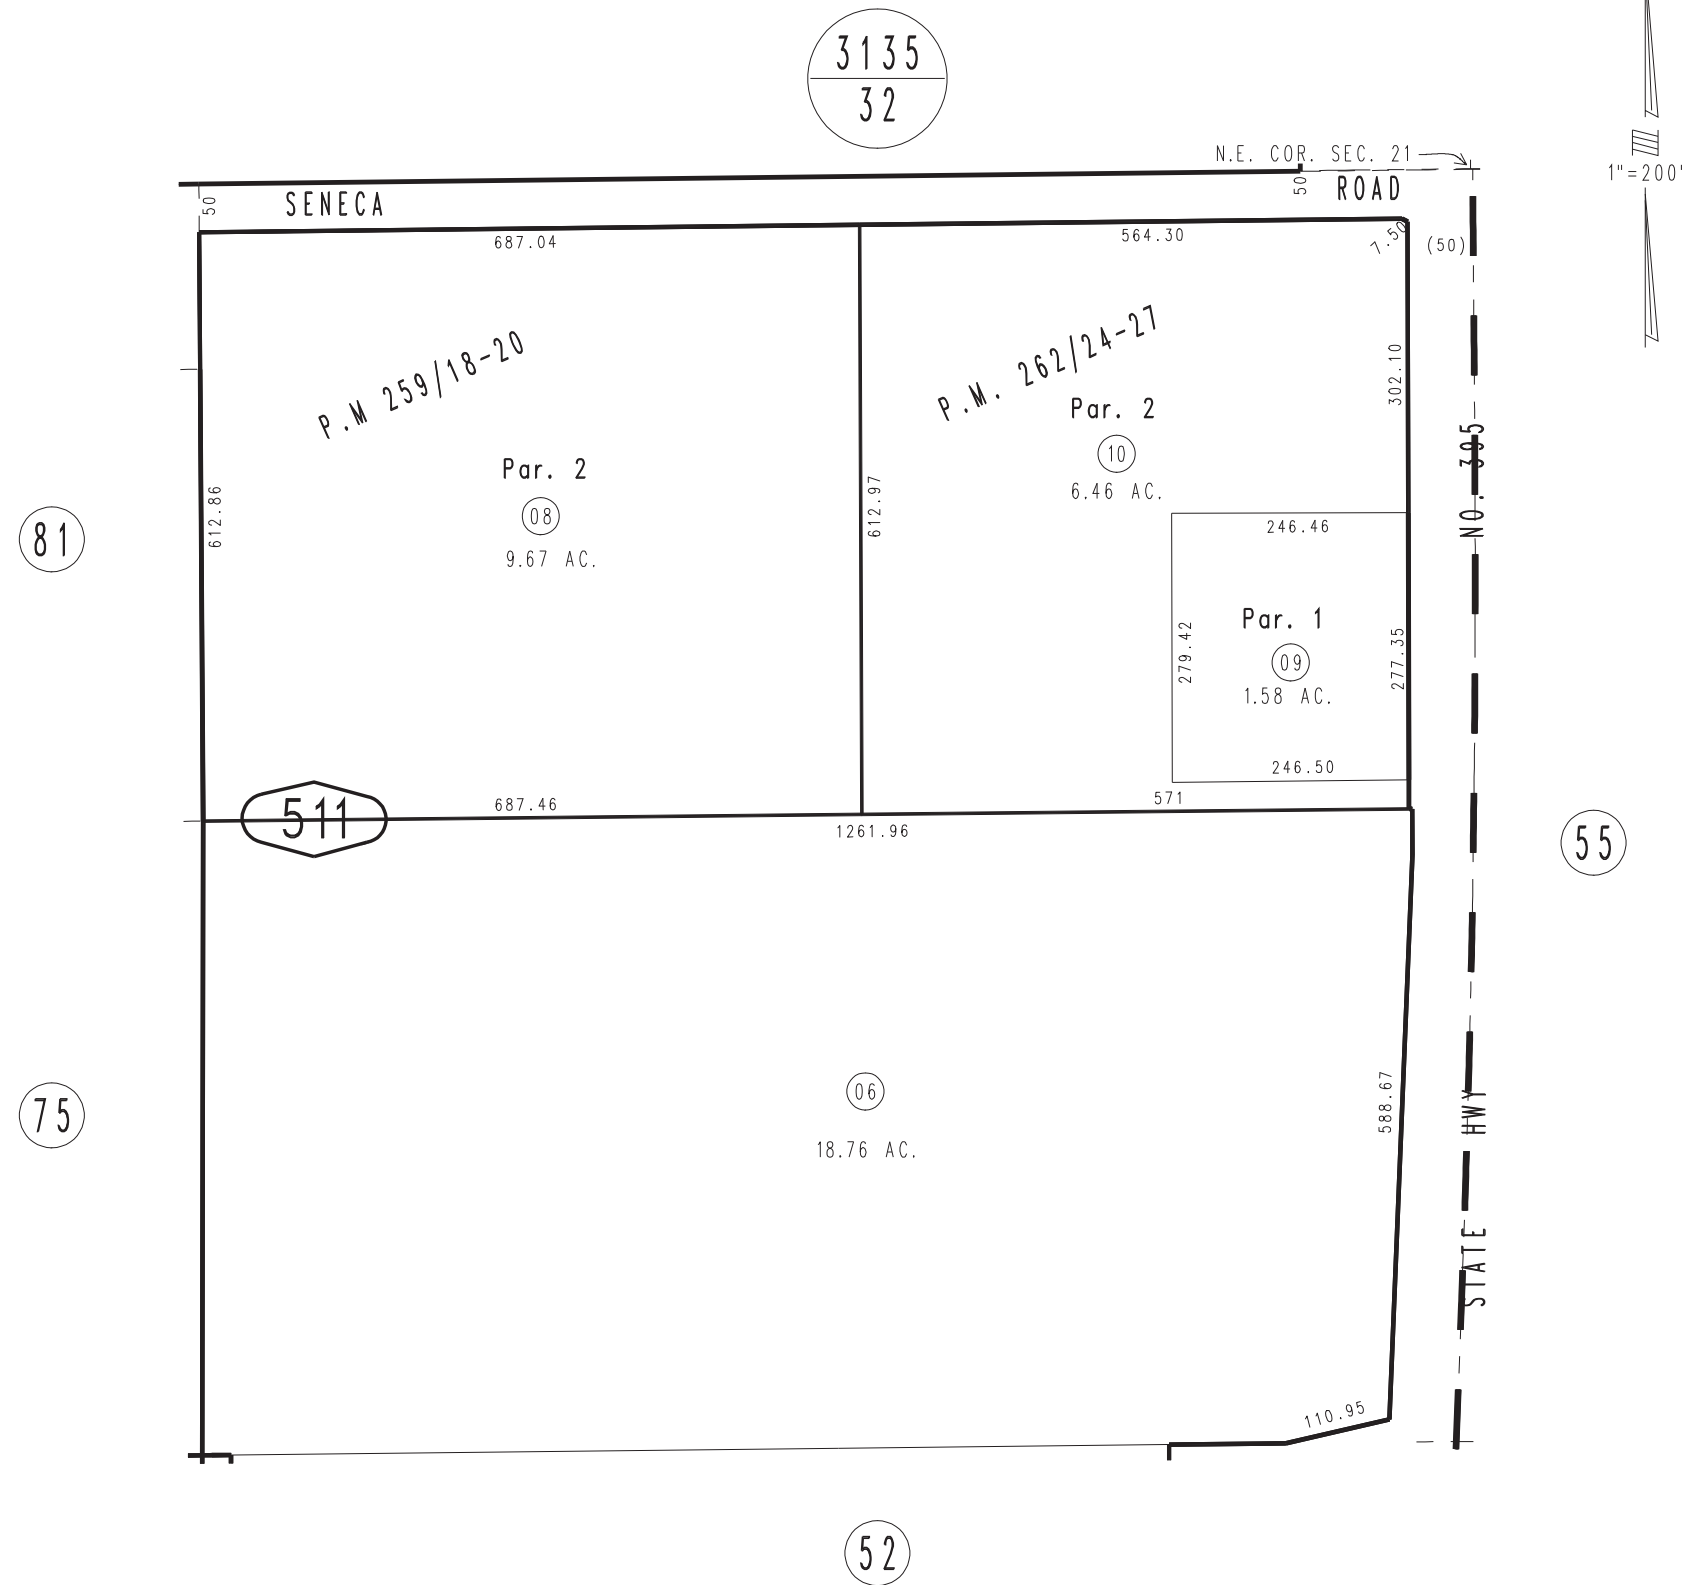 3135
32
N.E. COR. SEC. 21
1"=200'
50
SENECA
50
ROAD
687.04
564.30
7.50
(50)
P.M 259/18-20
P.M. 262/24-27
302.10
Par. 2
10
6.46 AC.
NO. 395
Par. 2
08
9.67 AC.
612.86
612.97
81
246.46
Par. 1
09
1.58 AC.
279.42
277.35
246.50
511
687.46
571
1261.96
55
06
18.76 AC.
75
588.67
STATE HWY
110.95
52